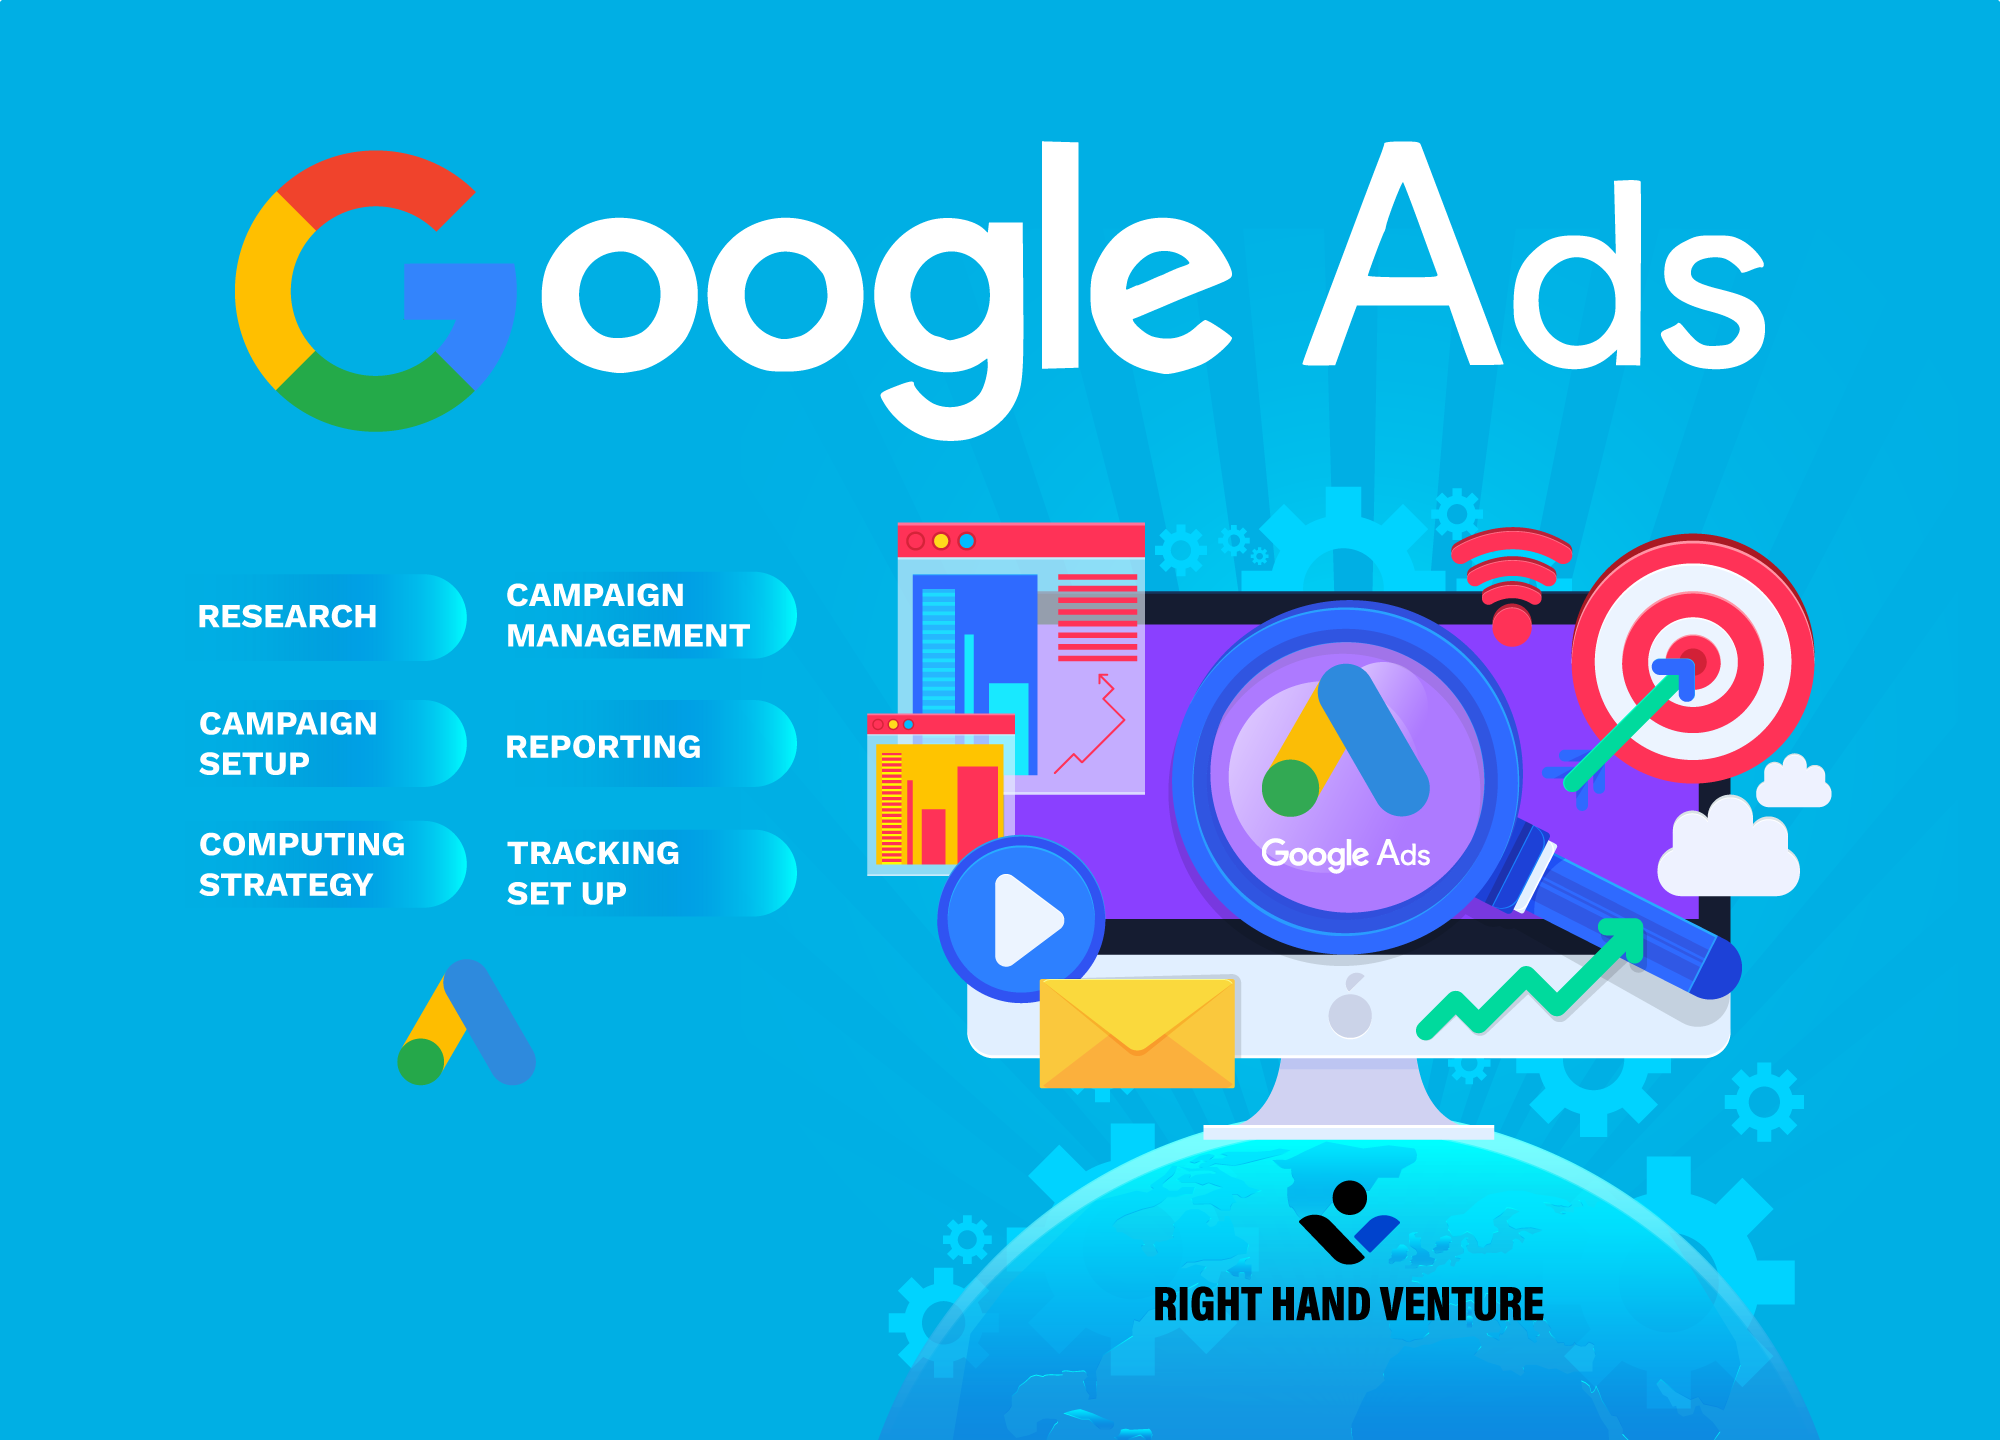 Google Ads
RESEARCH
CAMPAIGN
MANAGEMENT
CAMPAIGN
SETUP
REPORTING
COMPUTING
STRATEGY
TRACKING
SET UP
Google Ads
RIGHT HAND VENTURE